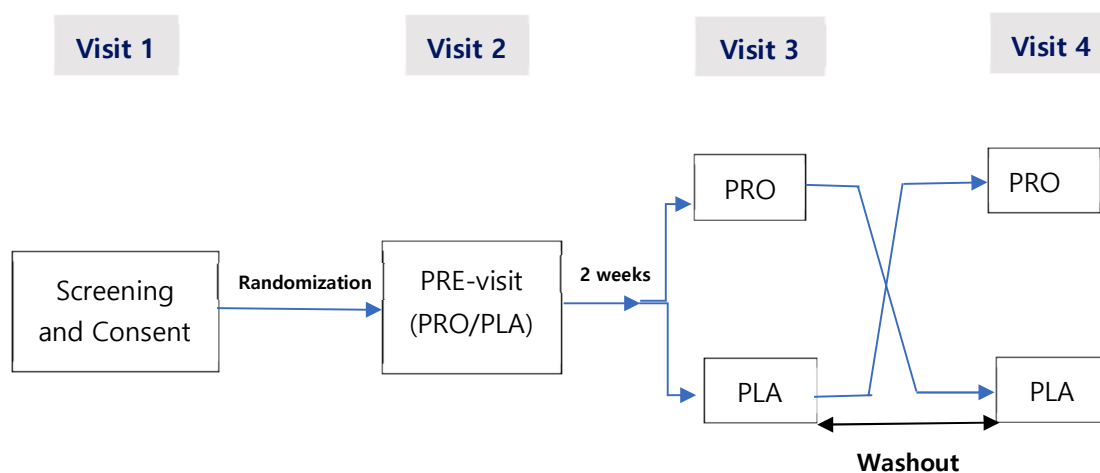 Visit 1
Visit 2
Visit 3
Visit 4
Screening
and Consent
Randomization
PRE-visit
(PRO/PLA)
2 weeks
PRO
PLA
PRO
PLA
Washout